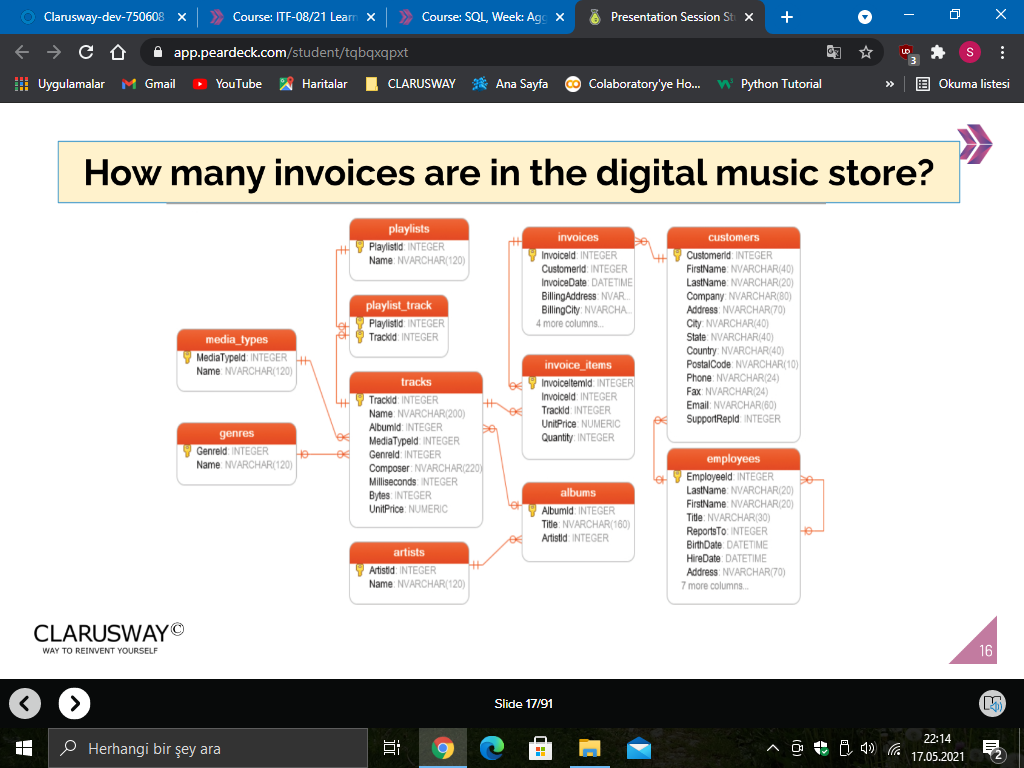 Clarusway-dev-750608
Course: ITF-08/21 Learn
Course: SQL, Week: Agg
Presentation Session St
app.peardeck.com/student/tqbqxqpxt
UD
3
S
Uygulamalar
Gmail
YouTube
Haritalar
CLARUSWAY
Ana Sayfa
Colaboratory'ye Ho...
Python Tutorial
»
Okuma listesi
How many invoices are in the digital music store?
playlists
PlaylistId: INTEGER
Name: NVARCHAR(120)
playlist_track
PlaylistId: INTEGER
TrackId: INTEGER
media_types
MediaTypeId: INTEGER
Name: NVARCHAR(120)
genres
GenreId: INTEGER
Name: NVARCHAR(120)
tracks
TrackId: INTEGER
Name: NVARCHAR(200)
AlbumId: INTEGER
MediaTypeId: INTEGER
GenreId: INTEGER
Composer: NVARCHAR(220)
Milliseconds: INTEGER
Bytes: INTEGER
UnitPrice: NUMERIC
artists
ArtistId: INTEGER
Name: NVARCHAR(120)
invoices
InvoiceId: INTEGER
CustomerId: INTEGER
InvoiceDate: DATETIME
BillingAddress: NVAR...
BillingCity: NVARCHA...
4 more columns...
invoice_items
InvoiceItemId: INTEGER
InvoiceId: INTEGER
TrackId: INTEGER
UnitPrice: NUMERIC
Quantity: INTEGER
albums
AlbumId: INTEGER
Title: NVARCHAR(160)
ArtistId: INTEGER
customers
CustomerId: INTEGER
FirstName: NVARCHAR(40)
LastName: NVARCHAR(20)
Company: NVARCHAR(80)
Address: NVARCHAR(70)
City: NVARCHAR(40)
State: NVARCHAR(40)
Country: NVARCHAR(40)
PostalCode: NVARCHAR(10)
Phone: NVARCHAR(24)
Fax: NVARCHAR(24)
Email: NVARCHAR(60)
SupportRepId: INTEGER
employees
EmployeeId: INTEGER
LastName: NVARCHAR(20)
FirstName: NVARCHAR(20)
Title: NVARCHAR(30)
ReportsTo: INTEGER
BirthDate: DATETIME
HireDate: DATETIME
Address: NVARCHAR(70)
7 more columns...
CLARUSWAY©
WAY TO REINVENT YOURSELF
16
Slide 17/91
Herhangi bir şey ara
22:14
17.05.2021
2